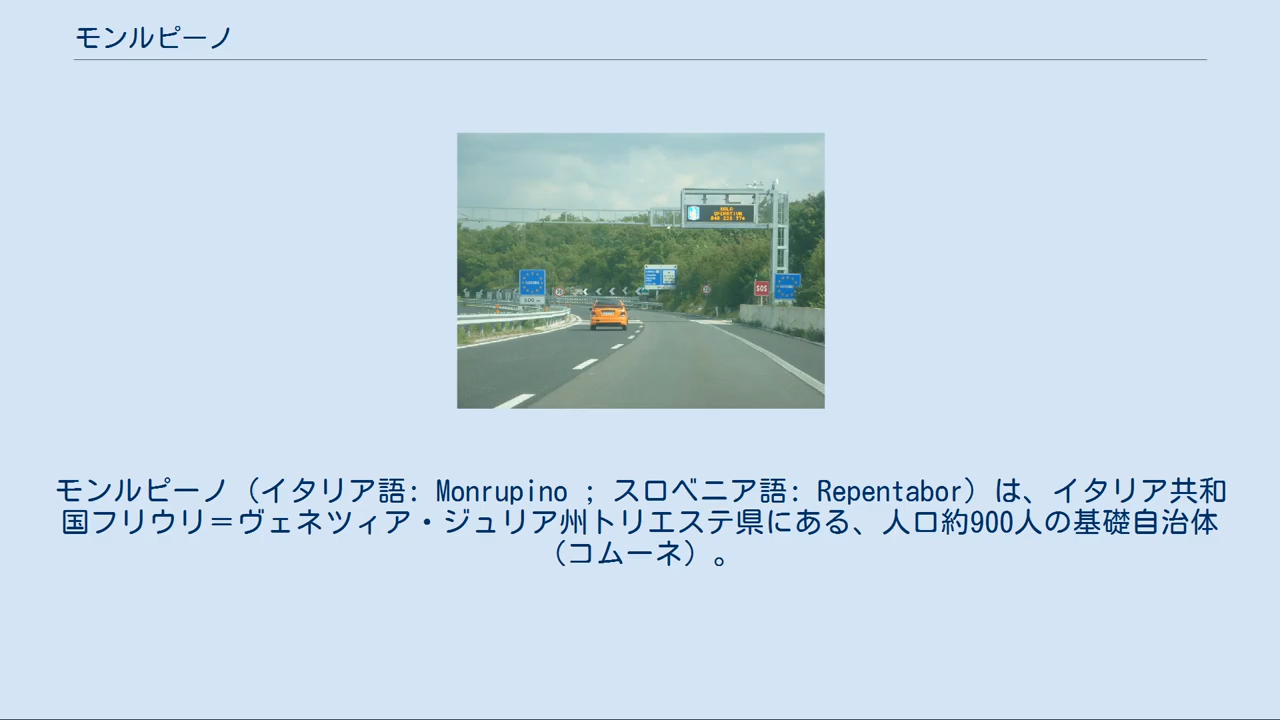 モンルピーノ
SOS
モンルピーノ（イタリア語: Monrupino ; スロベニア語: Repentabor）は、イタリア共和
国フリウリ＝ヴェネツィア・ジュリア州トリエステ県にある、人口約900人の基礎自治体
（コムーネ）。